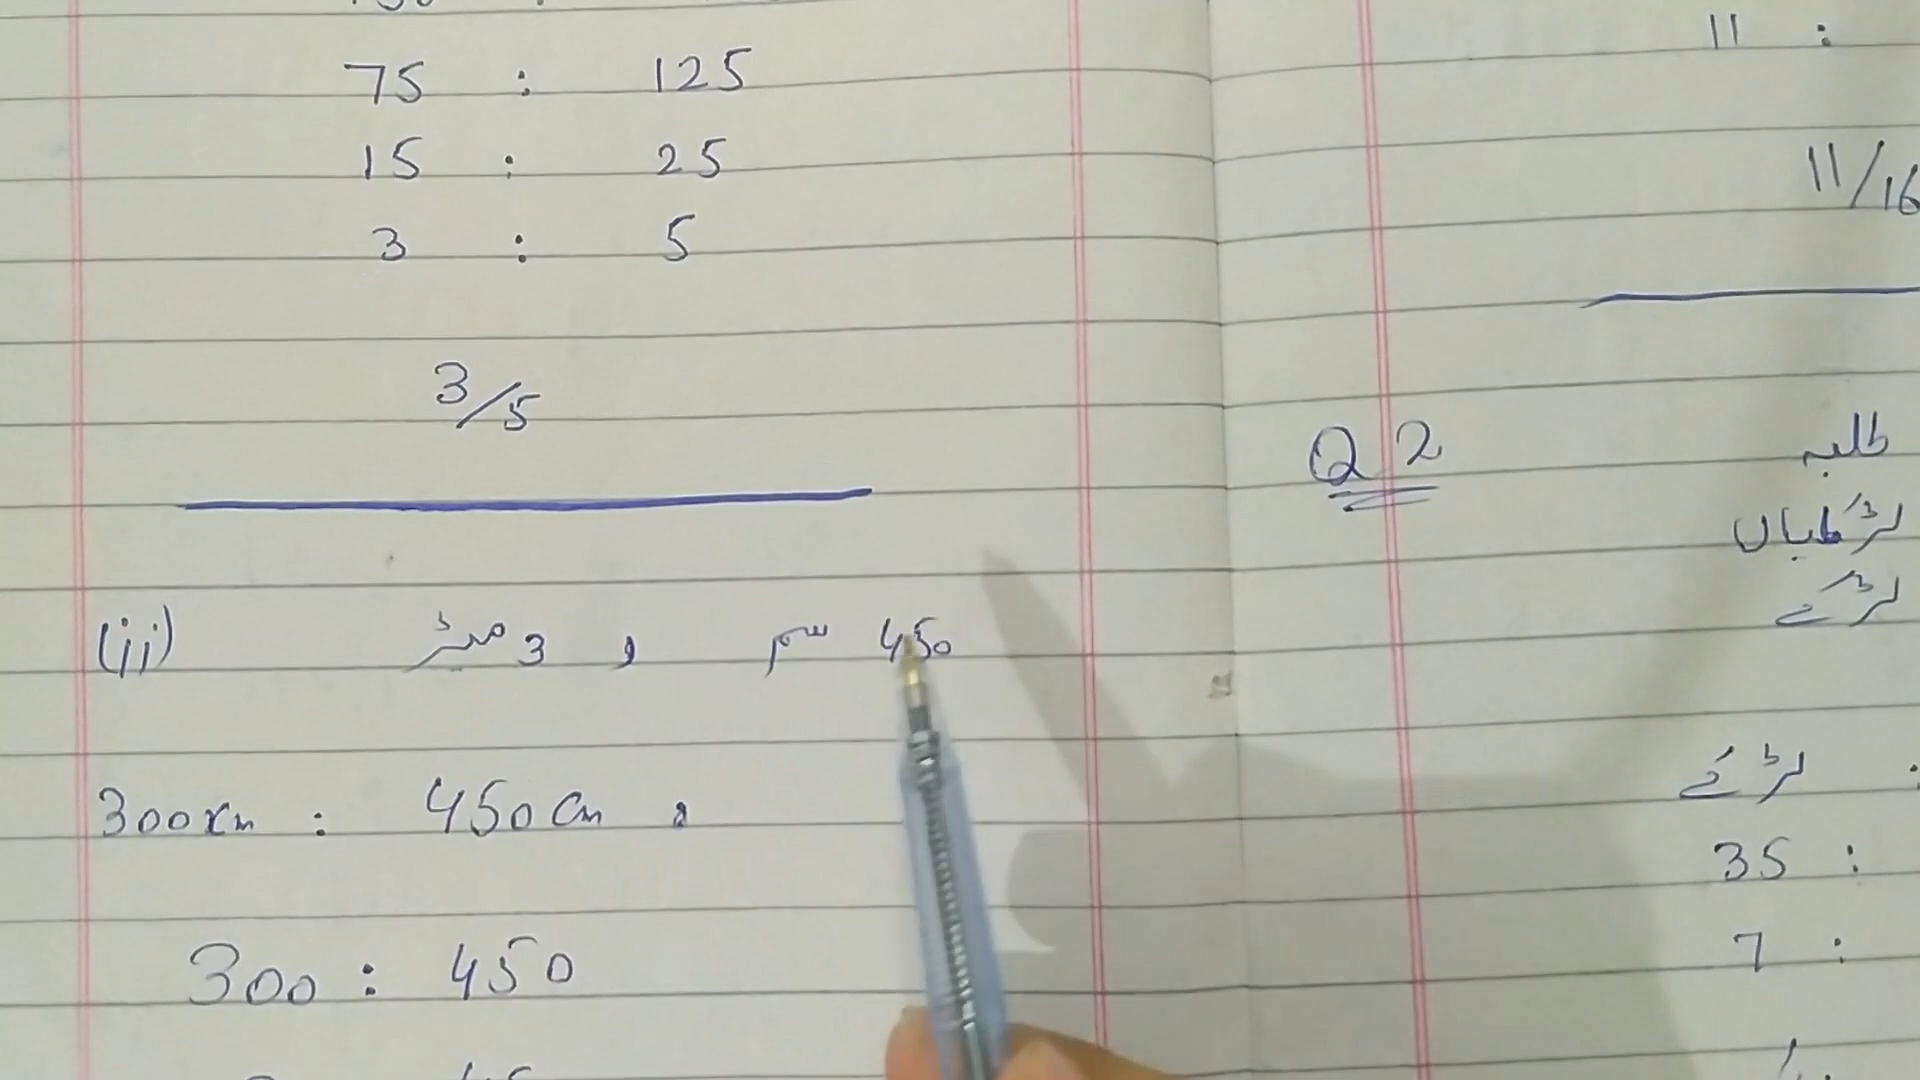 75 : 125
15 : 25
3 : 5
3/5
(ii) 3 میٹر , 450 سم
300cm : 450cm ,
300 : 450
11 :
11/16
Q 2 طلبہ
لڑکیاں
لڑکے
لڑکے :
35 :
7 :